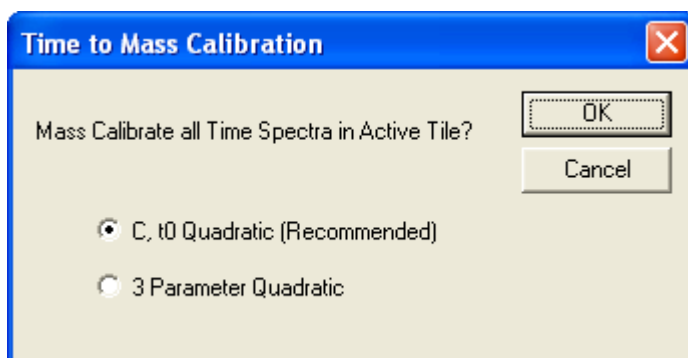 Time to Mass Calibration
Mass Calibrate all Time Spectra in Active Tile?
OK
Cancel
C, t0 Quadratic (Recommended)
3 Parameter Quadratic